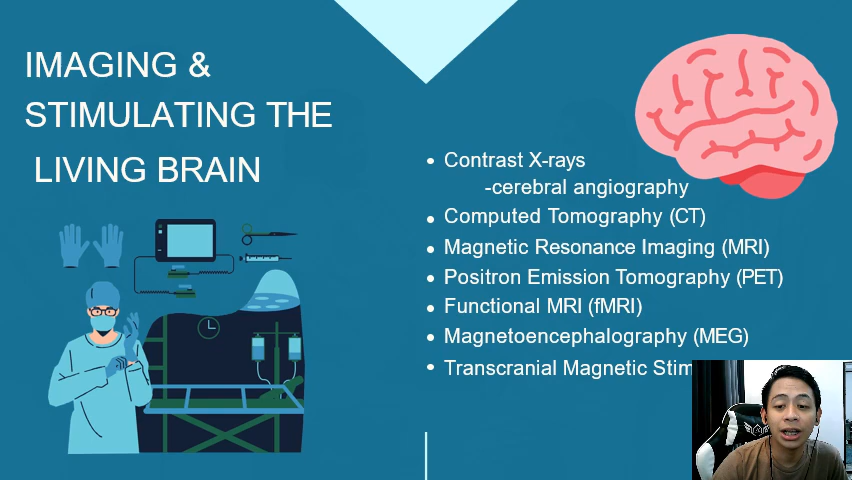 IMAGING &
STIMULATING THE
LIVING BRAIN
• Contrast X-rays
-cerebral angiography
• Computed Tomography (CT)
• Magnetic Resonance Imaging (MRI)
• Positron Emission Tomography (PET)
• Functional MRI (fMRI)
• Magnetoencephalography (MEG)
• Transcranial Magnetic Stim